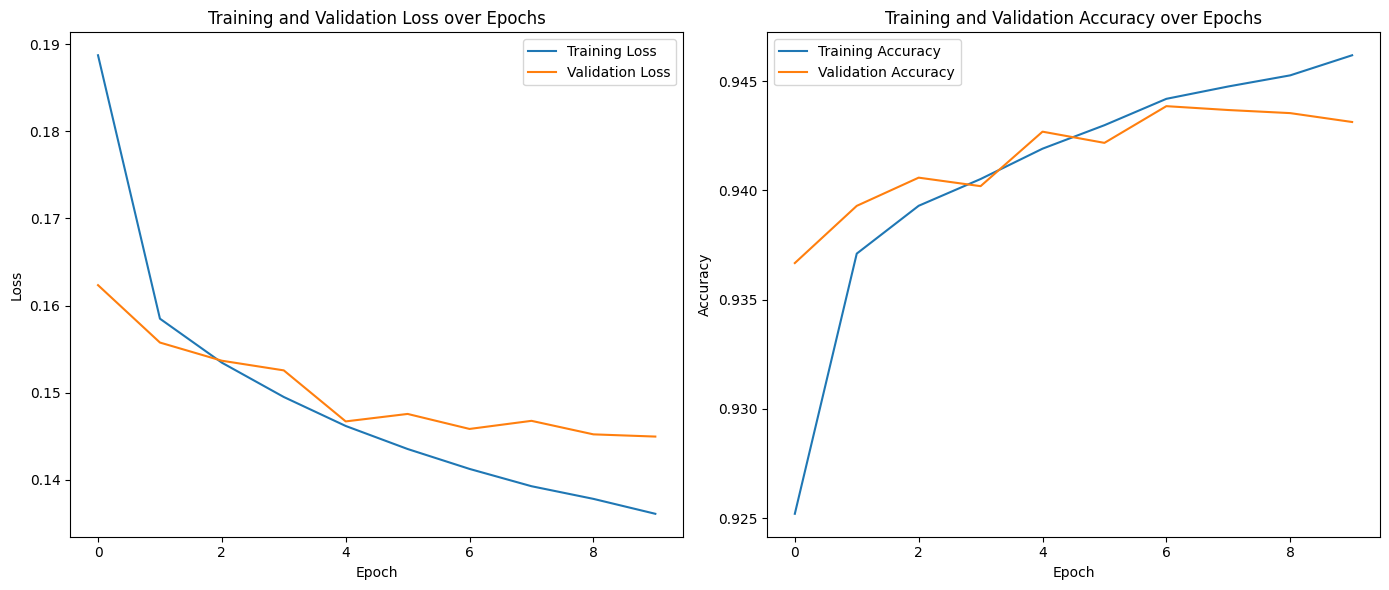 Training and Validation Loss over Epochs
Training Loss
Validation Loss
0.19
0.18
0.17
0.16
0.15
0.14
Loss
0 2 4 6 8
Epoch
Training and Validation Accuracy over Epochs
Training Accuracy
Validation Accuracy
0.945
0.940
0.935
0.930
0.925
Accuracy
0 2 4 6 8
Epoch